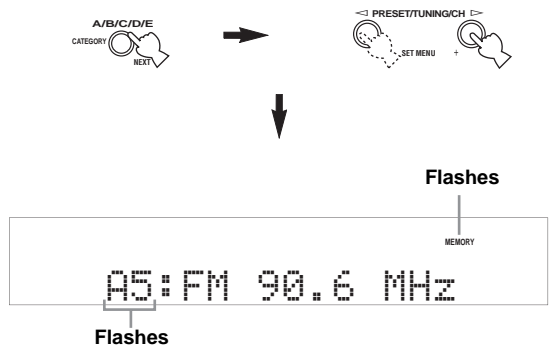 A/B/C/D/E
CATEGORY
NEXT
◁ PRESET/TUNING/CH ▷
SET MENU +
Flashes
MEMORY
A5:FM 90.6 MHz
Flashes